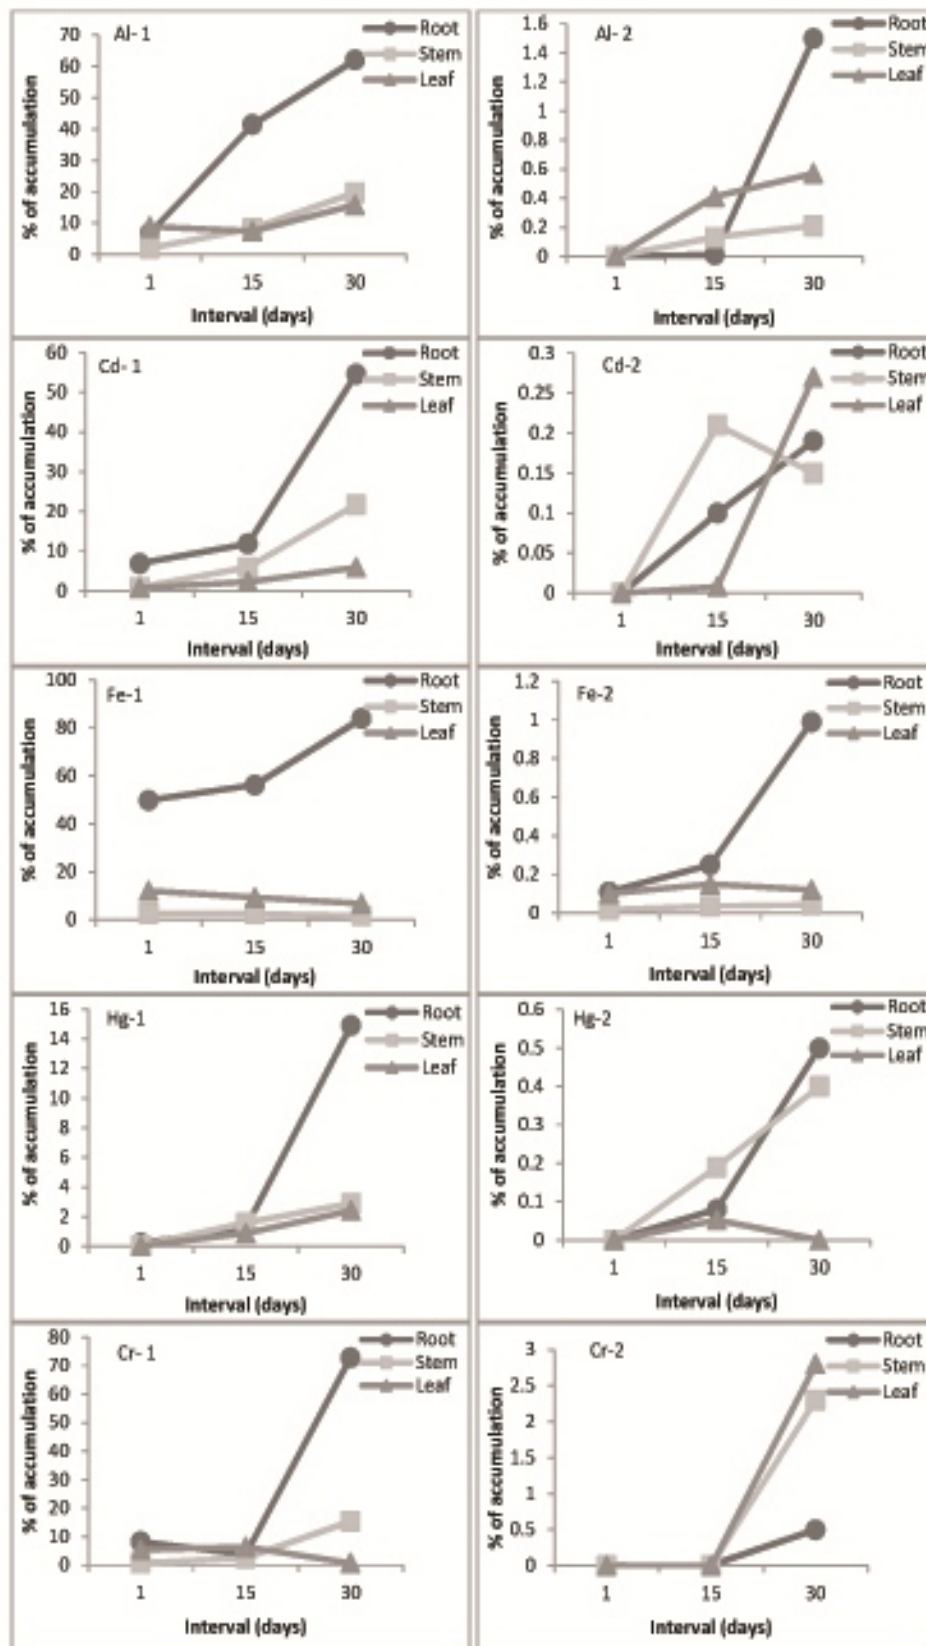 Al- 1
Root
Stem
Leaf
% of accumulation
70
60
50
40
30
20
10
0
1 15 30
Interval (days)
Al- 2
Root
Stem
Leaf
% of accumulation
1.6
1.4
1.2
1
0.8
0.6
0.4
0.2
0
1 15 30
Interval (days)
Cd- 1
Root
Stem
Leaf
% of accumulation
60
50
40
30
20
10
0
1 15 30
Interval (days)
Cd-2
Root
Stem
Leaf
% of accumulation
0.3
0.25
0.2
0.15
0.1
0.05
0
1 15 30
Interval (days)
Fe-1
Root
Stem
Leaf
% of accumulation
100
80
60
40
20
0
1 15 30
Interval (days)
Fe-2
Root
Stem
Leaf
% of accumulation
1.2
1
0.8
0.6
0.4
0.2
0
1 15 30
Interval (days)
Hg-1
Root
Stem
Leaf
% of accumulation
16
14
12
10
8
6
4
2
0
1 15 30
Interval (days)
Hg-2
Root
Stem
Leaf
% of accumulation
0.6
0.5
0.4
0.3
0.2
0.1
0
1 15 30
Interval (days)
Cr- 1
Root
Stem
Leaf
% of accumulation
80
70
60
50
40
30
20
10
0
1 15 30
Interval (days)
Cr-2
Root
Stem
Leaf
% of accumulation
3
2.5
2
1.5
1
0.5
0
1 15 30
Interval (days)